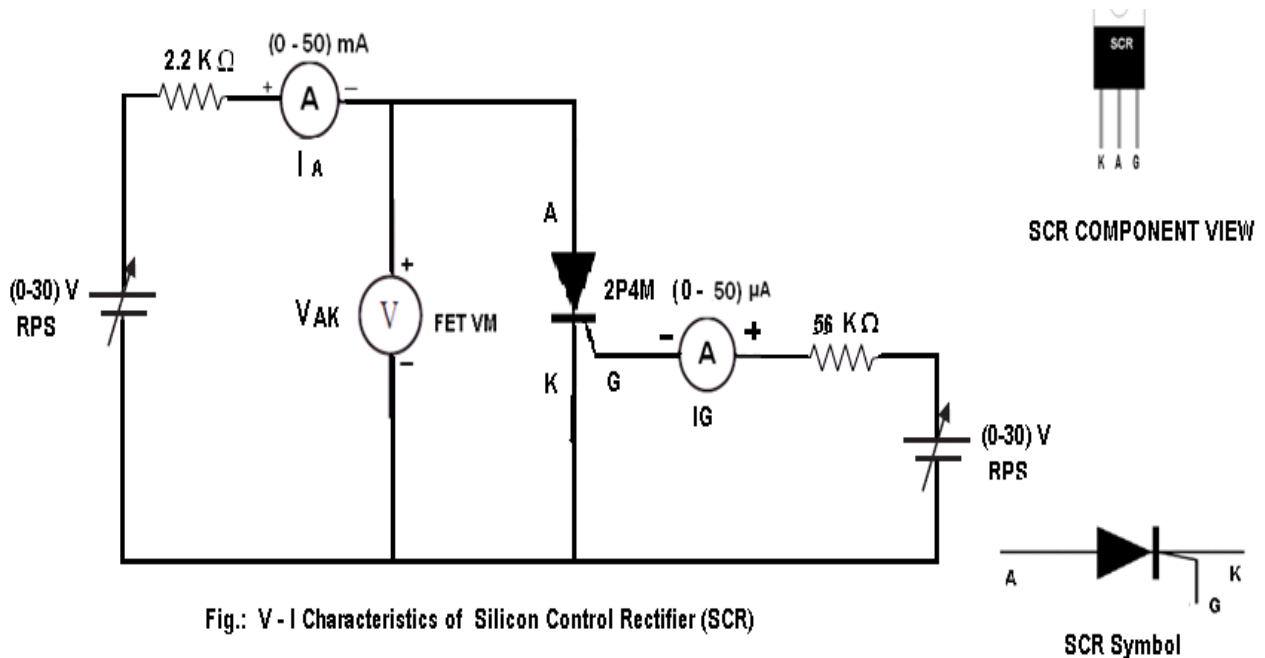 (0 - 50) mA
2.2 K Ω
+ A –
I A
SCR
K A G
SCR COMPONENT VIEW
A
(0-30) V
RPS
+
VAK V FET VM
–
2P4M (0 - 50) µA
- A +
56 K Ω
K G
IG
(0-30) V
RPS
A K
G
SCR Symbol
Fig.: V - I Characteristics of Silicon Control Rectifier (SCR)